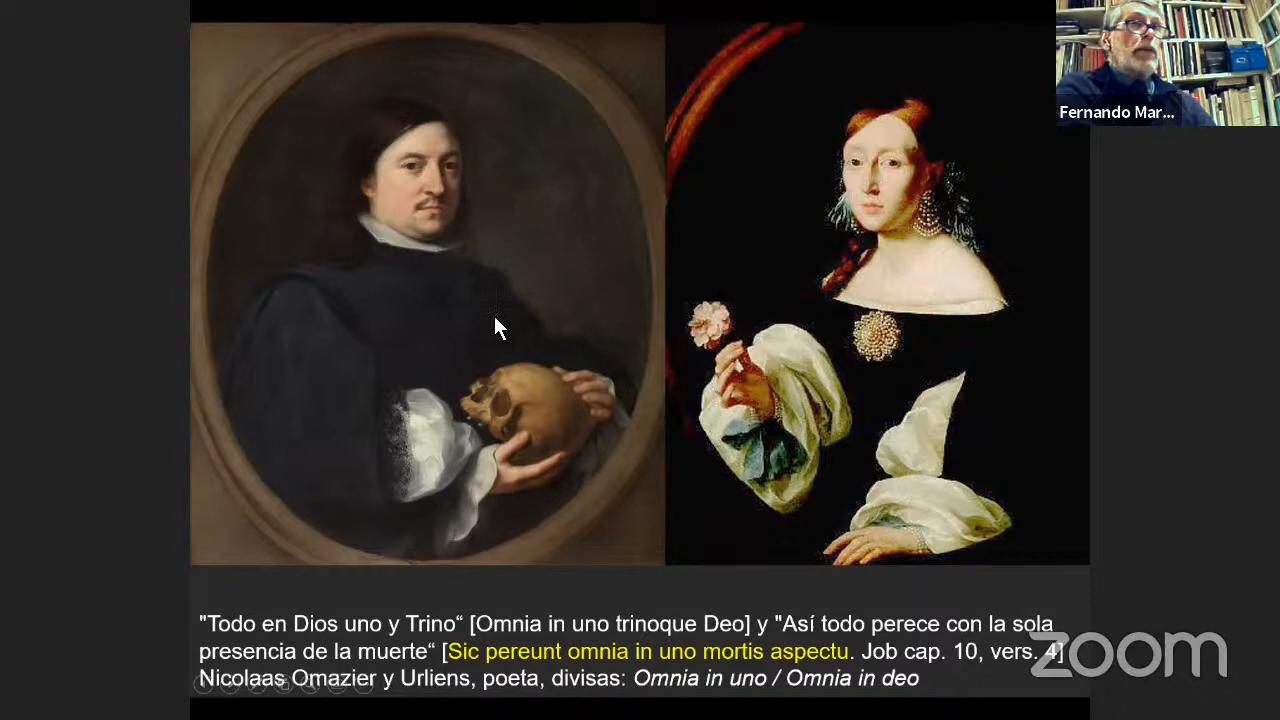 Fernando Mar...
"Todo en Dios uno y Trino“ [Omnia in uno trinoque Deo] y "Así todo perece con la sola
presencia de la muerte“ [Sic pereunt omnia in uno mortis aspectu. Job cap. 10, vers. 4]
Nicolaas Omazier y Urliens, poeta, divisas: Omnia in uno / Omnia in deo
zoom